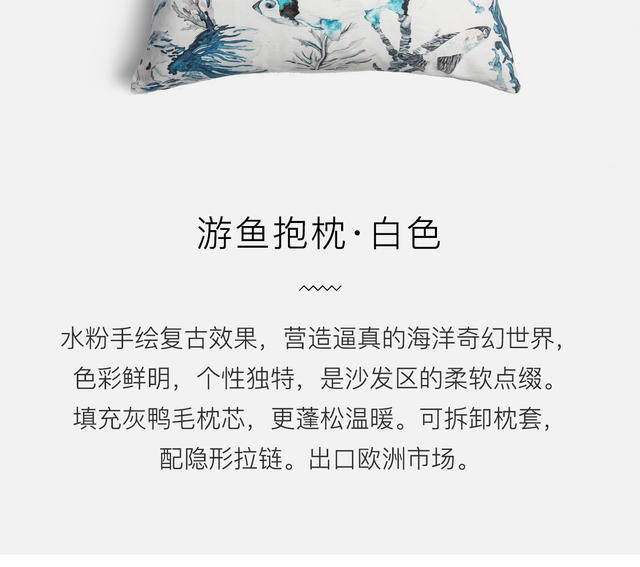 游鱼抱枕·白色
水粉手绘复古效果，营造逼真的海洋奇幻世界，
色彩鲜明，个性独特，是沙发区的柔软点缀。
填充灰鸭毛枕芯，更蓬松温暖。可拆卸枕套，
配隐形拉链。出口欧洲市场。